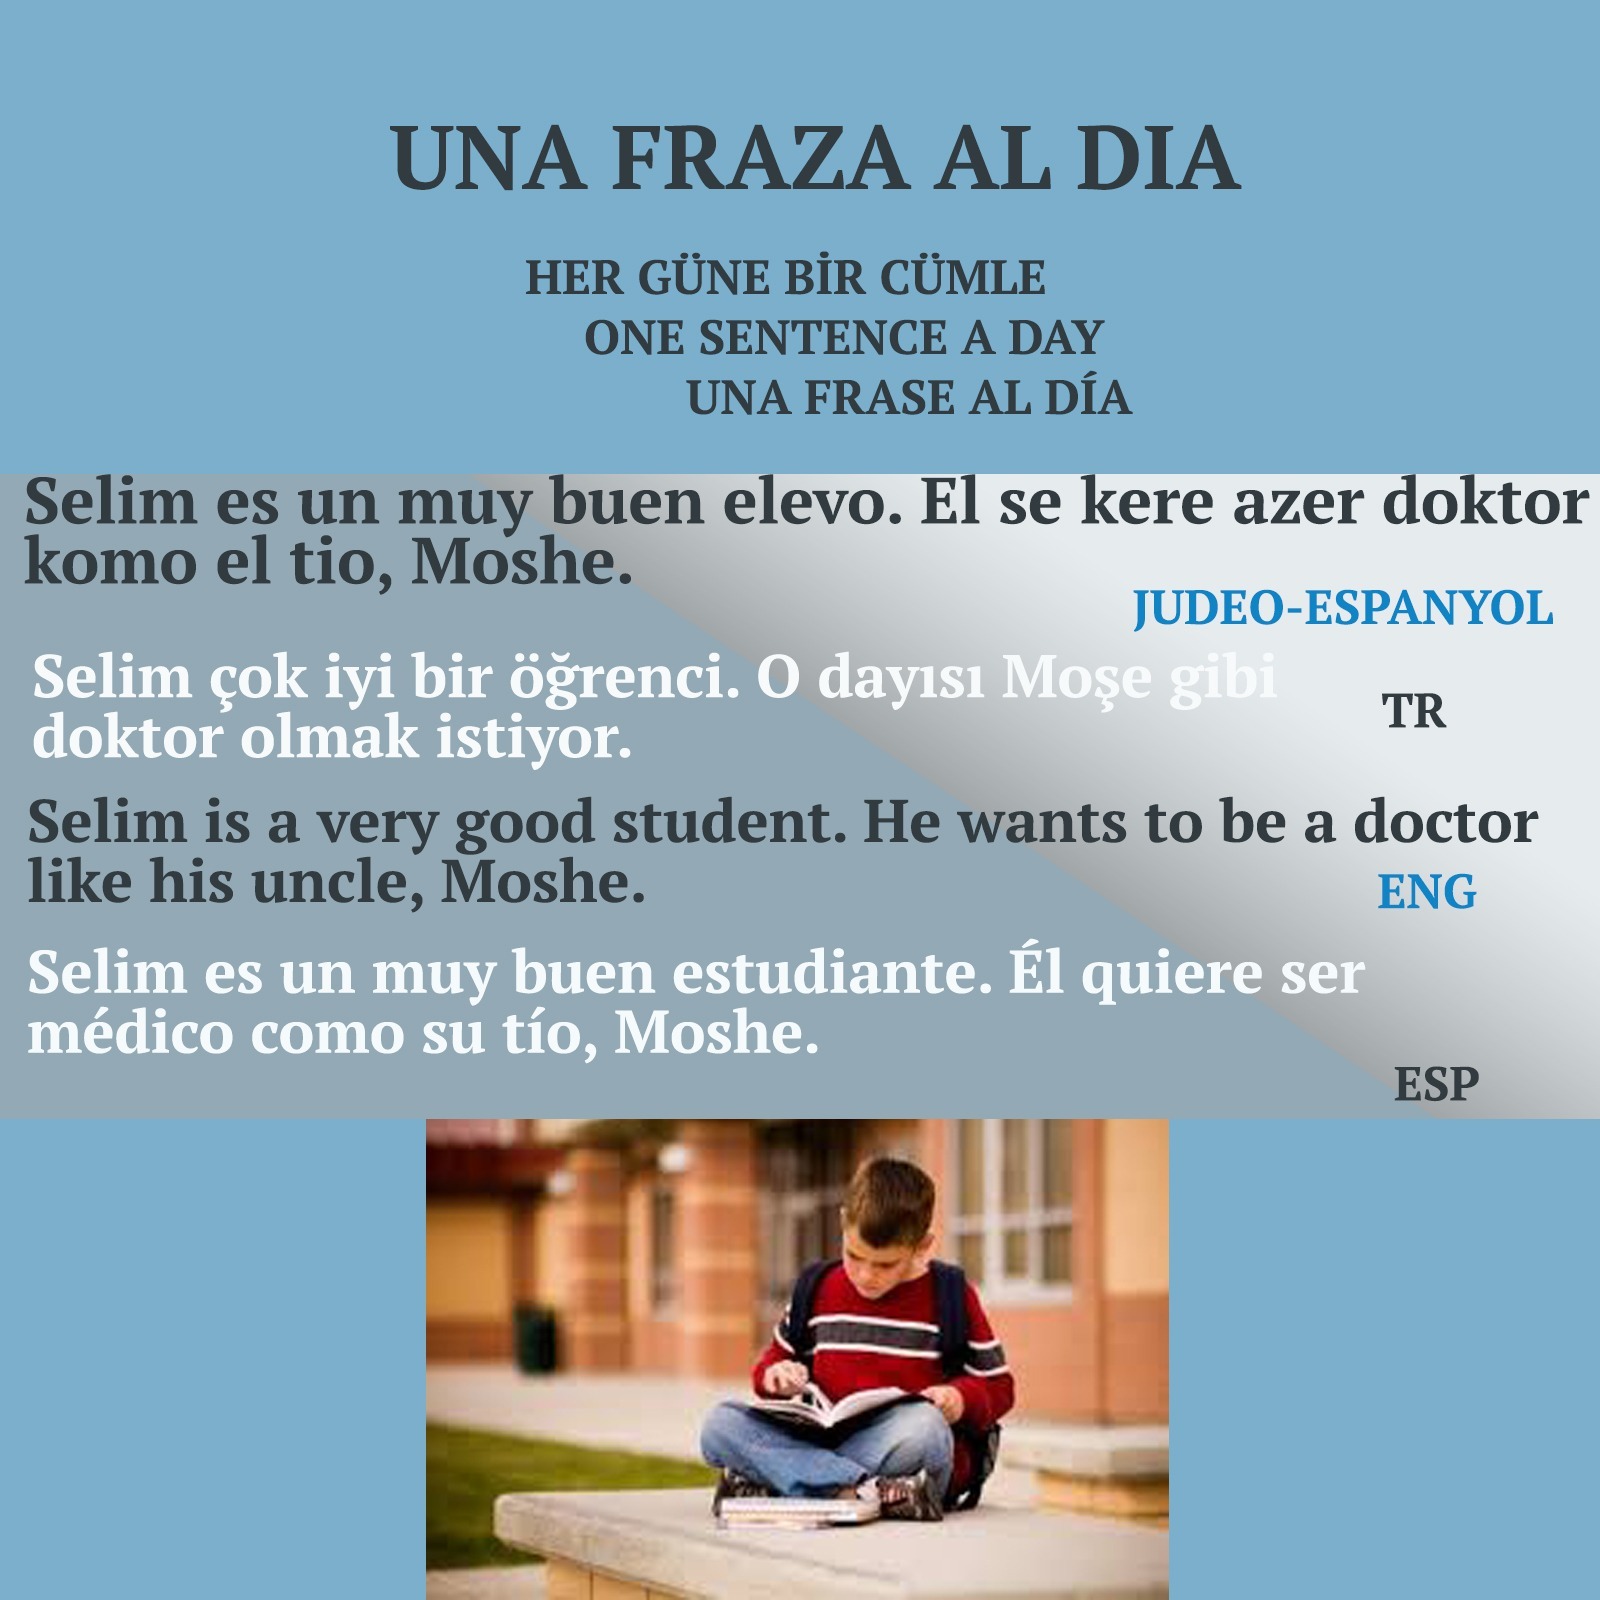 UNA FRAZA AL DIA
HER GÜNE BİR CÜMLE
ONE SENTENCE A DAY
UNA FRASE AL DÍA
Selim es un muy buen elevo. El se kere azer doktor
komo el tio, Moshe.
JUDEO-ESPANYOL
Selim çok iyi bir öğrenci. O dayısı Moşe gibi
doktor olmak istiyor.
TR
Selim is a very good student. He wants to be a doctor
like his uncle, Moshe.
ENG
Selim es un muy buen estudiante. Él quiere ser
médico como su tío, Moshe.
ESP